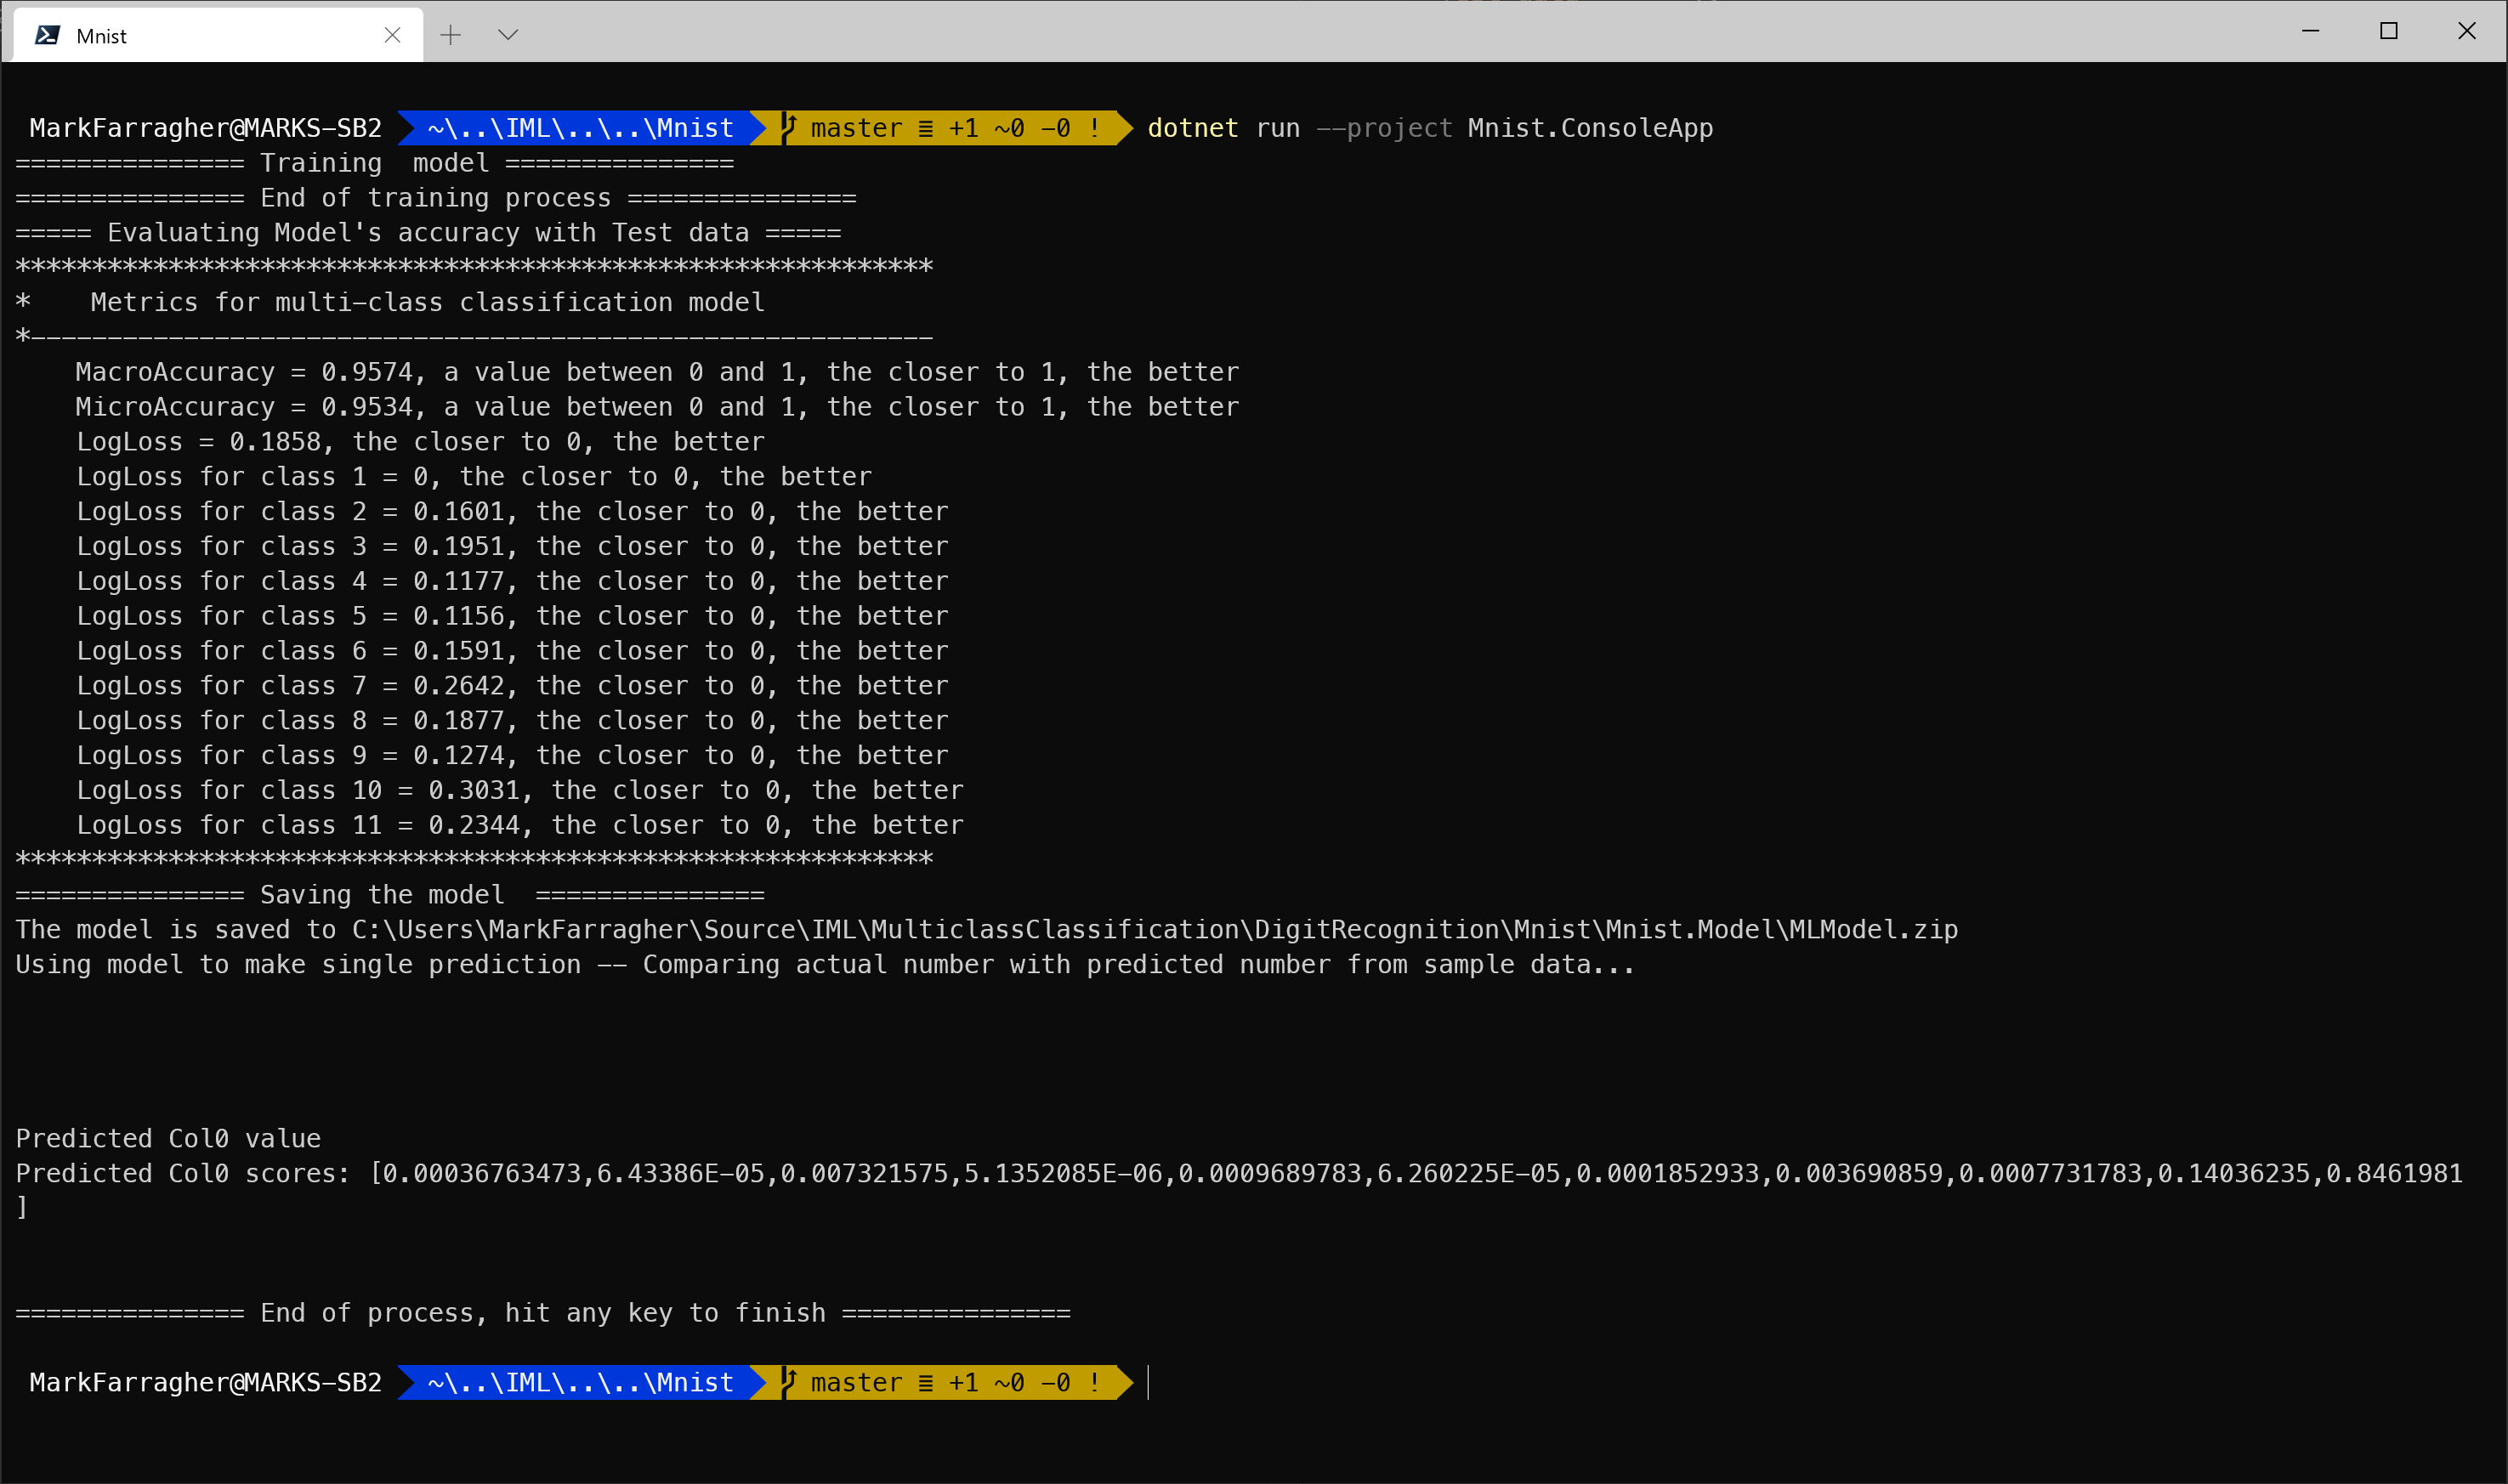 Mnist
MarkFarragher@MARKS-SB2 ~\..\IML\..\..\Mnist master ≣ +1 ~0 -0 ! dotnet run --project Mnist.ConsoleApp
=============== Training  model ===============
=============== End of training process ===============
===== Evaluating Model's accuracy with Test data =====
************************************************************
*    Metrics for multi-class classification model
*-----------------------------------------------------------
    MacroAccuracy = 0.9574, a value between 0 and 1, the closer to 1, the better
    MicroAccuracy = 0.9534, a value between 0 and 1, the closer to 1, the better
    LogLoss = 0.1858, the closer to 0, the better
    LogLoss for class 1 = 0, the closer to 0, the better
    LogLoss for class 2 = 0.1601, the closer to 0, the better
    LogLoss for class 3 = 0.1951, the closer to 0, the better
    LogLoss for class 4 = 0.1177, the closer to 0, the better
    LogLoss for class 5 = 0.1156, the closer to 0, the better
    LogLoss for class 6 = 0.1591, the closer to 0, the better
    LogLoss for class 7 = 0.2642, the closer to 0, the better
    LogLoss for class 8 = 0.1877, the closer to 0, the better
    LogLoss for class 9 = 0.1274, the closer to 0, the better
    LogLoss for class 10 = 0.3031, the closer to 0, the better
    LogLoss for class 11 = 0.2344, the closer to 0, the better
************************************************************
=============== Saving the model  ===============
The model is saved to C:\Users\MarkFarragher\Source\IML\MulticlassClassification\DigitRecognition\Mnist\Mnist.Model\MLModel.zip
Using model to make single prediction -- Comparing actual number with predicted number from sample data...
Predicted Col0 value
Predicted Col0 scores: [0.00036763473,6.43386E-05,0.007321575,5.1352085E-06,0.0009689783,6.260225E-05,0.0001852933,0.003690859,0.0007731783,0.14036235,0.8461981
]
=============== End of process, hit any key to finish ===============
MarkFarragher@MARKS-SB2 ~\..\IML\..\..\Mnist master ≣ +1 ~0 -0 !